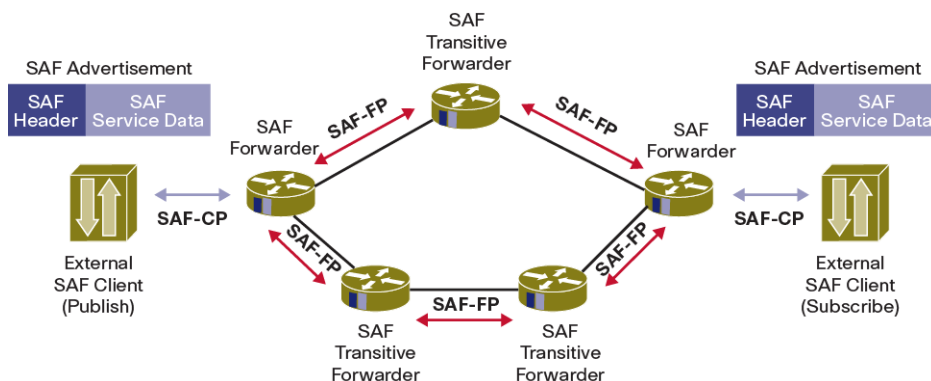 SAF
Transitive
Forwarder
SAF Advertisement
SAF
Header
SAF
Service Data
SAF Advertisement
SAF
Header
SAF
Service Data
SAF-FP
SAF-FP
SAF
Forwarder
SAF
Forwarder
SAF-CP
SAF-CP
External
SAF Client
(Publish)
SAF-FP
SAF-FP
SAF-FP
External
SAF Client
(Subscribe)
SAF
Transitive
Forwarder
SAF
Transitive
Forwarder